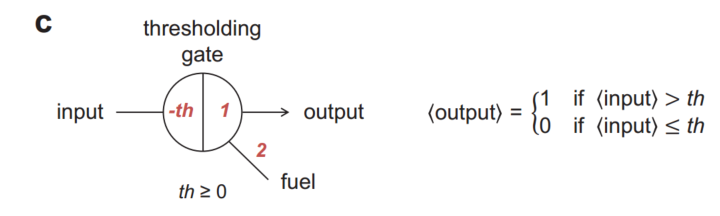 c
thresholding
gate
input
-th
1
output
2
fuel
th ≥ 0
⟨output⟩ = {1 if ⟨input⟩ > th
0 if ⟨input⟩ ≤ th